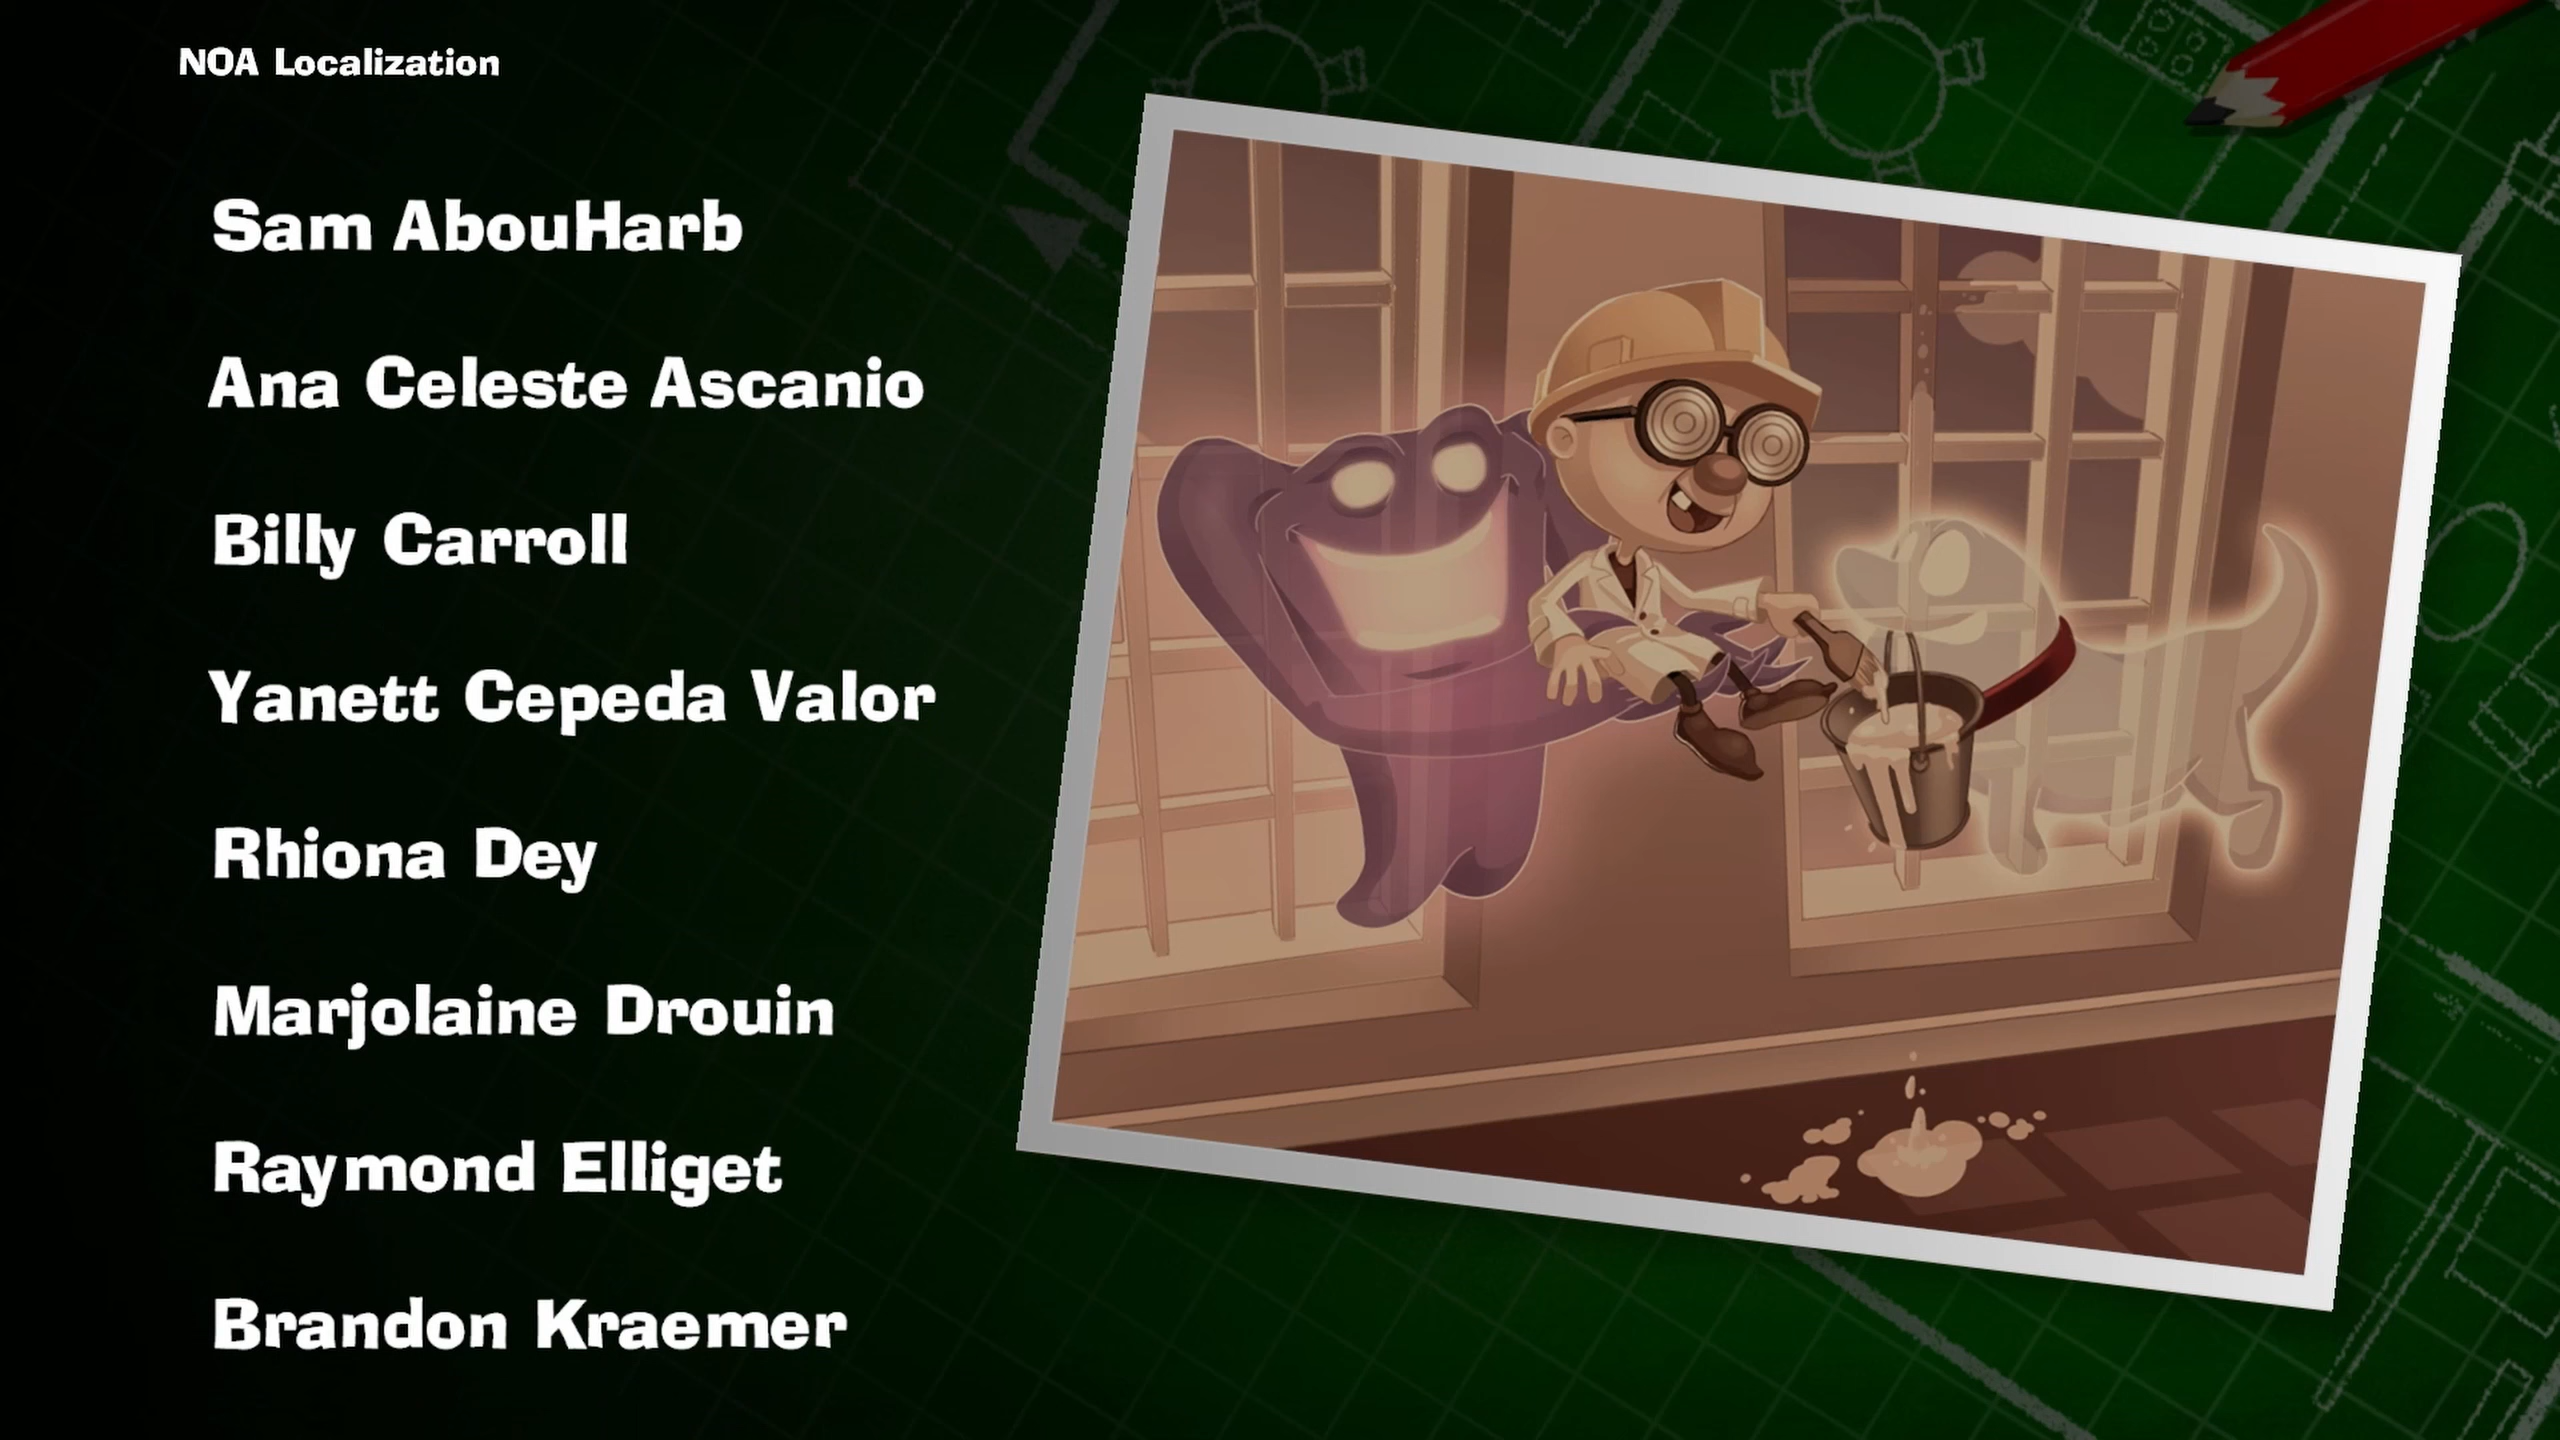 NOA Localization
Sam AbouHarb
Ana Celeste Ascanio
Billy Carroll
Yanett Cepeda Valor
Rhiona Dey
Marjolaine Drouin
Raymond Elliget
Brandon Kraemer